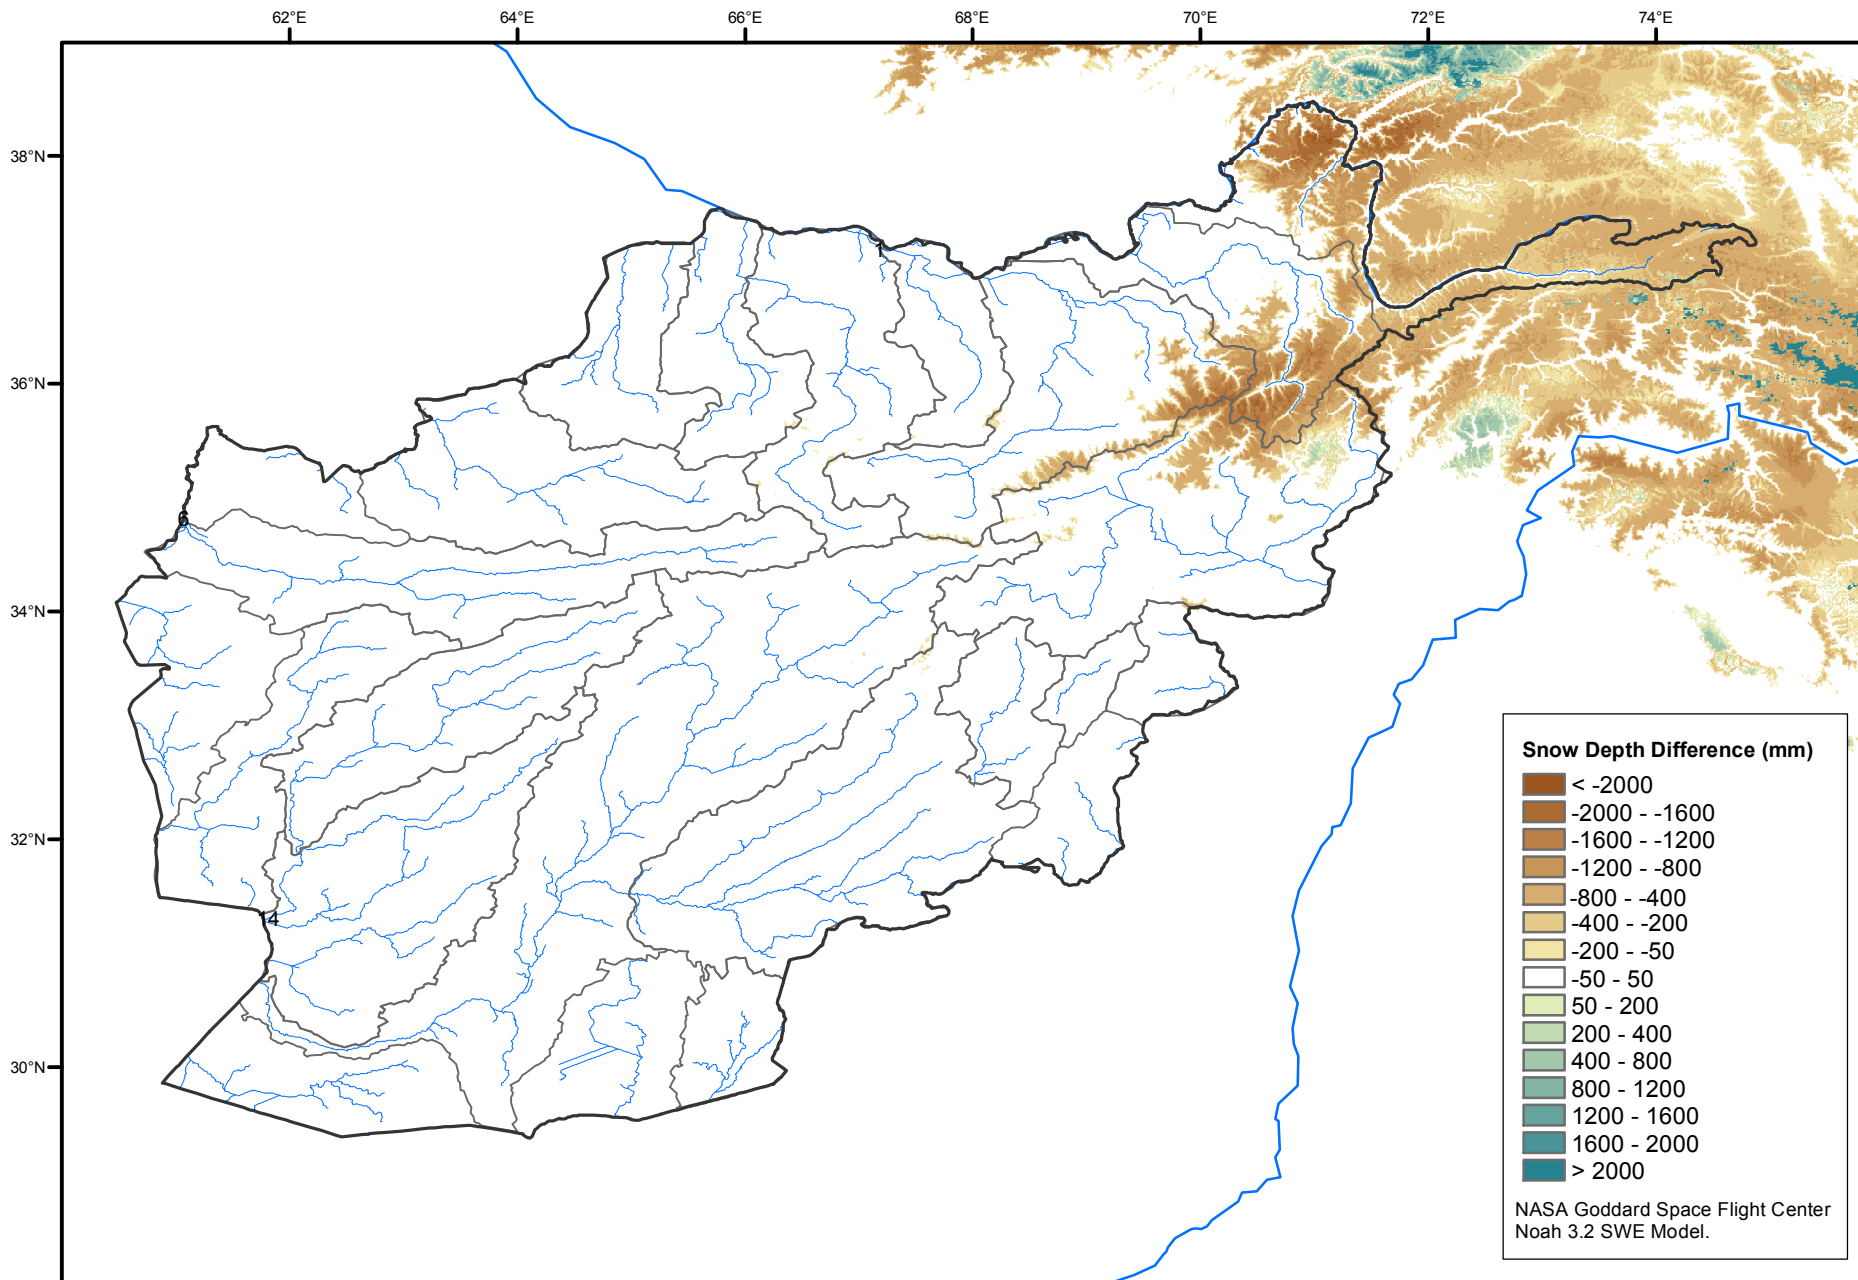 62°E 64°E 66°E 68°E 70°E 72°E 74°E
38°N
1
36°N
6
34°N
32°N
14
30°N
Snow Depth Difference (mm)
< -2000
-2000 - -1600
-1600 - -1200
-1200 - -800
-800 - -400
-400 - -200
-200 - -50
-50 - 50
50 - 200
200 - 400
400 - 800
800 - 1200
1200 - 1600
1600 - 2000
> 2000
NASA Goddard Space Flight Center
Noah 3.2 SWE Model.